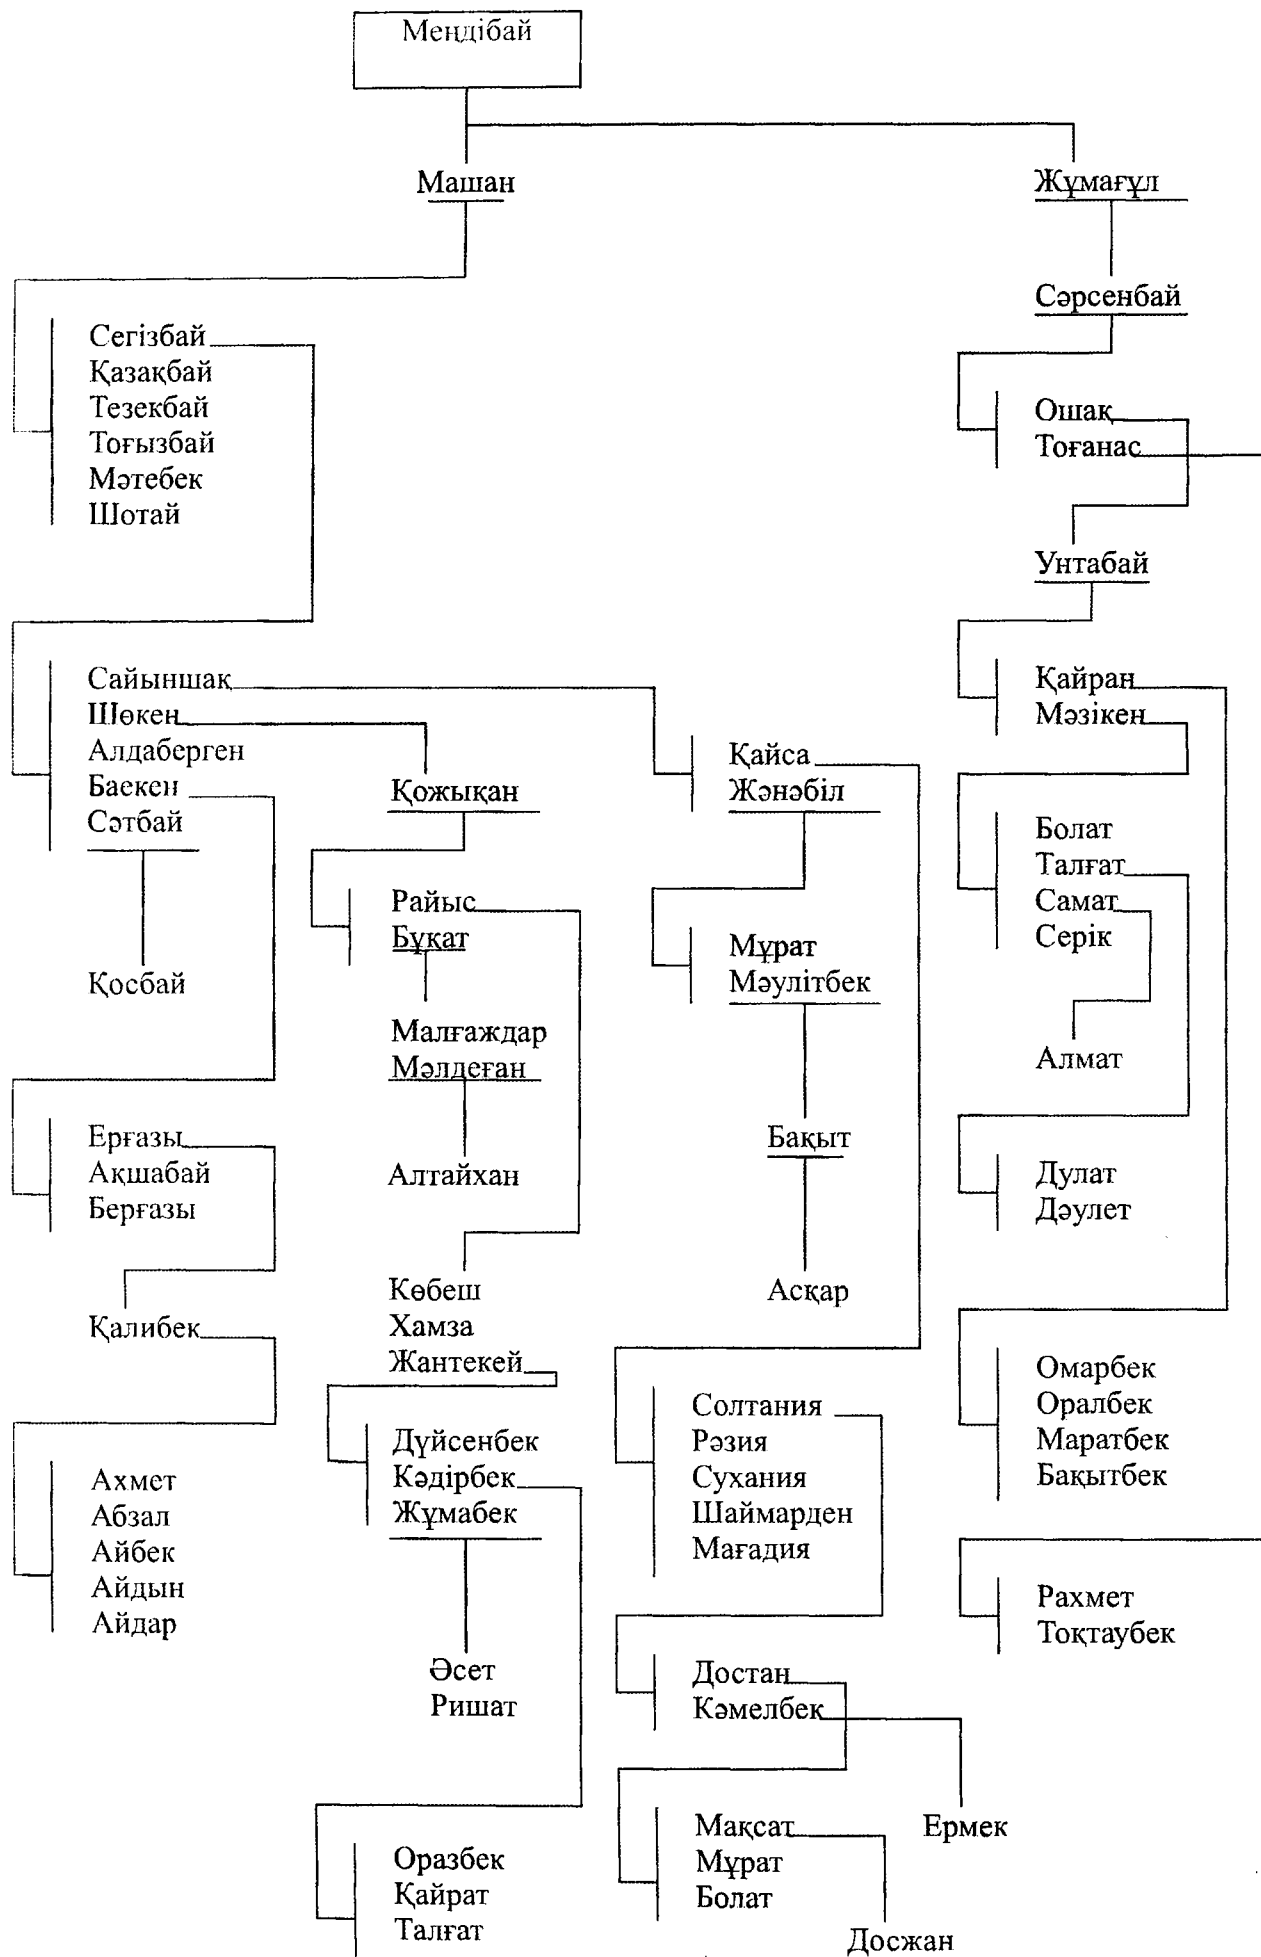 Меңдібай
Машан
Жұмағұл
Сәрсенбай
Сегізбай
Қазақбай
Тезекбай
Тоғызбай
Мәтебек
Шотай
Ошақ
Тоғанас
Унтабай
Сайыншақ
Шөкен
Алдаберген
Баекен
Сәтбай
Қосбай
Қожықан
Қайса
Жәнәбіл
Қайран
Мәзікен
Райыс
Бұқат
Малғаждар
Мәлдеған
Алтайхан
Мұрат
Мәулітбек
Бақыт
Асқар
Болат
Талғат
Самат
Серік
Алмат
Дулат
Дәулет
Ерғазы
Ақшабай
Берғазы
Қалибек
Көбеш
Хамза
Жантекей
Омарбек
Оралбек
Маратбек
Бақытбек
Ахмет
Абзал
Айбек
Айдын
Айдар
Дүйсенбек
Кәдірбек
Жұмабек
Солтания
Рәзия
Сухания
Шаймарден
Мағадия
Рахмет
Тоқтаубек
Әсет
Ришат
Достан
Кәмелбек
Оразбек
Қайрат
Талғат
Мақсат
Мұрат
Болат
Ермек
Досжан